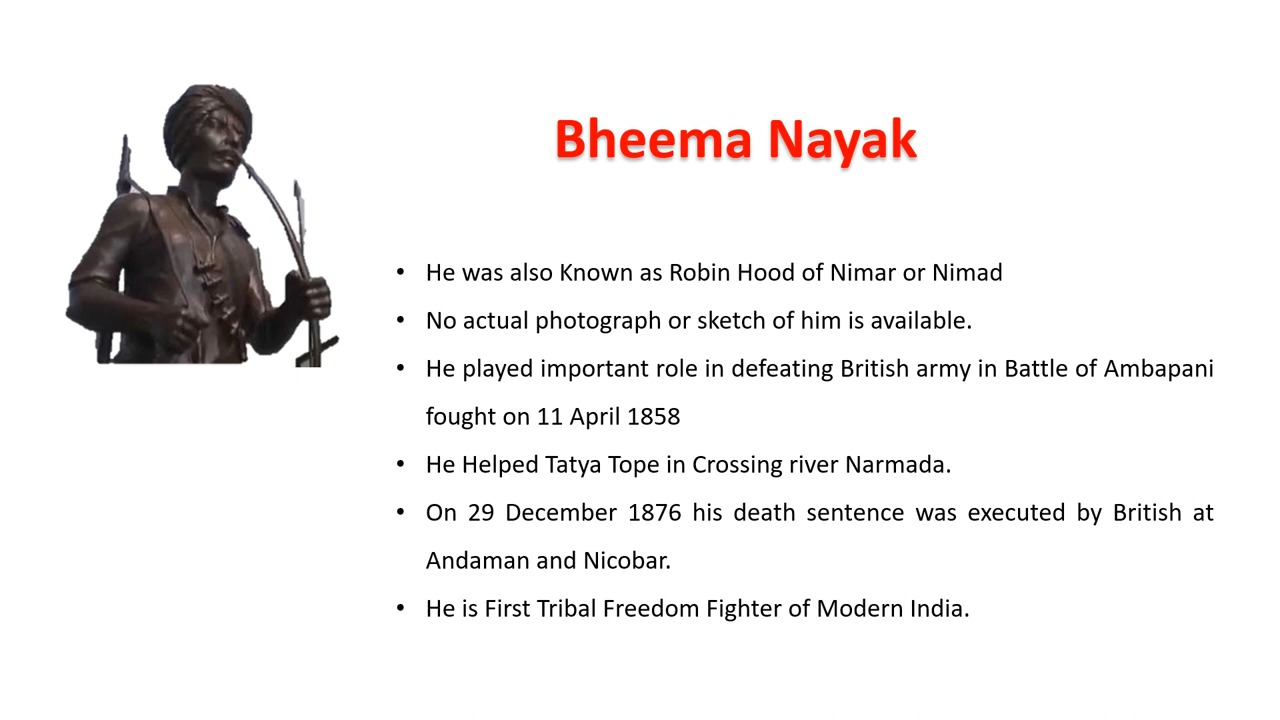 Bheema Nayak
• He was also Known as Robin Hood of Nimar or Nimad
• No actual photograph or sketch of him is available.
• He played important role in defeating British army in Battle of Ambapani
fought on 11 April 1858
• He Helped Tatya Tope in Crossing river Narmada.
• On 29 December 1876 his death sentence was executed by British at
Andaman and Nicobar.
• He is First Tribal Freedom Fighter of Modern India.